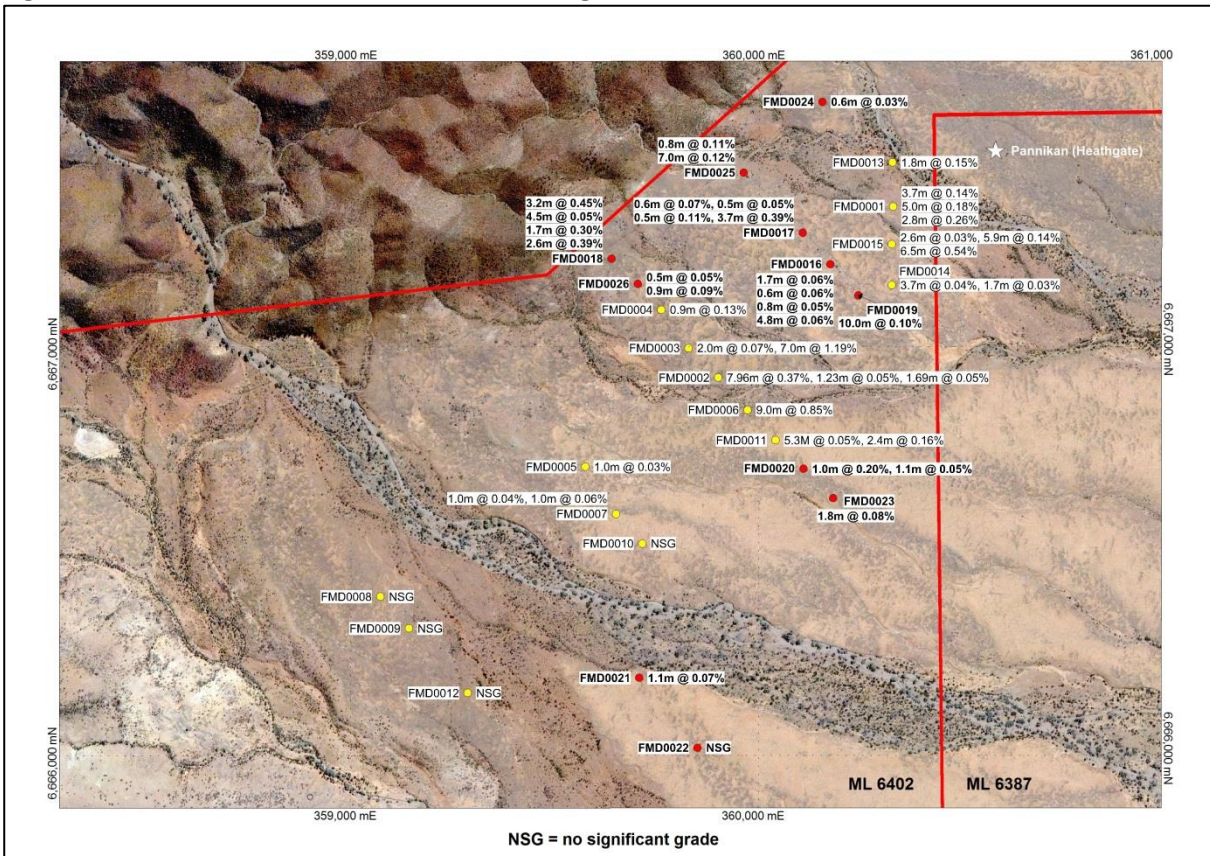 359,000 mE
360,000 mE
361,000
FMD0024 0.6m @ 0.03%
Pannikan (Heathgate)
0.8m @ 0.11%
7.0m @ 0.12%
FMD0025
FMD0013 1.8m @ 0.15%
3.2m @ 0.45%
4.5m @ 0.05%
1.7m @ 0.30%
2.6m @ 0.39%
FMD0018
0.6m @ 0.07%, 0.5m @ 0.05%
0.5m @ 0.11%, 3.7m @ 0.39%
FMD0017
3.7m @ 0.14%
FMD0001 5.0m @ 0.18%
2.8m @ 0.26%
FMD0015 2.6m @ 0.03%, 5.9m @ 0.14%
6.5m @ 0.54%
FMD0016
1.7m @ 0.06%
0.6m @ 0.06%
0.8m @ 0.05%
4.8m @ 0.06%
FMD0014
3.7m @ 0.04%, 1.7m @ 0.03%
FMD0026 0.5m @ 0.05%
0.9m @ 0.09%
FMD0019
10.0m @ 0.10%
FMD0004 0.9m @ 0.13%
6,667,000 mN
6,667,000 mN
FMD0003 2.0m @ 0.07%, 7.0m @ 1.19%
FMD0002 7.96m @ 0.37%, 1.23m @ 0.05%, 1.69m @ 0.05%
FMD0006 9.0m @ 0.85%
FMD0011 5.3M @ 0.05%, 2.4m @ 0.16%
FMD0005 1.0m @ 0.03%
FMD0020 1.0m @ 0.20%, 1.1m @ 0.05%
1.0m @ 0.04%, 1.0m @ 0.06%
FMD0007
FMD0023
1.8m @ 0.08%
FMD0010 NSG
FMD0008 NSG
FMD0009 NSG
FMD0021 1.1m @ 0.07%
FMD0012 NSG
FMD0022 NSG
6,666,000 mN
6,666,000 mN
ML 6402
ML 6387
359,000 mE
360,000 mE
NSG = no significant grade